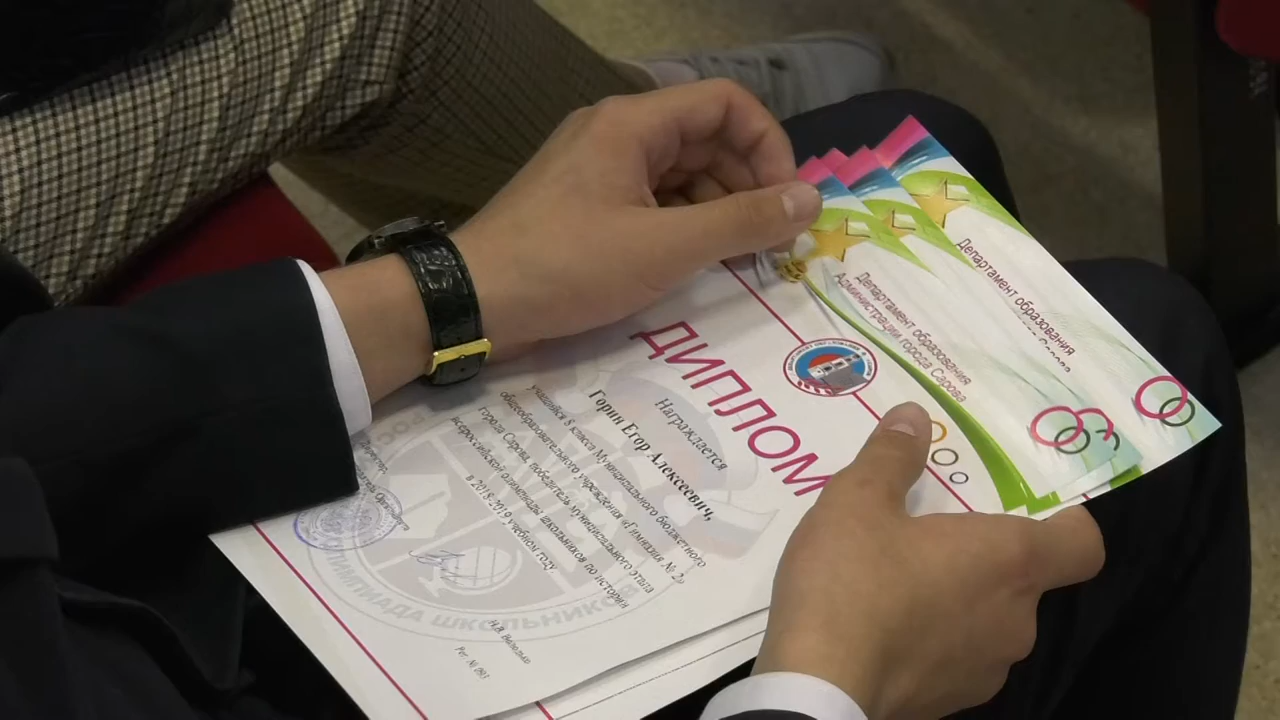 ДИПЛОМ
Награждается
Горин Егор Алексеевич,
учащийся 8 класса Муниципального бюджетного
общеобразовательного учреждения «Гимназия № 2»
города Сарова, победитель муниципального этапа
всероссийской олимпиады школьников по истории
в 2018-2019 учебном году.
ОЛИМПИАДА ШКОЛЬНИКОВ
Рег. №
Департамент образования
Администрации города Сарова
Департамент образования